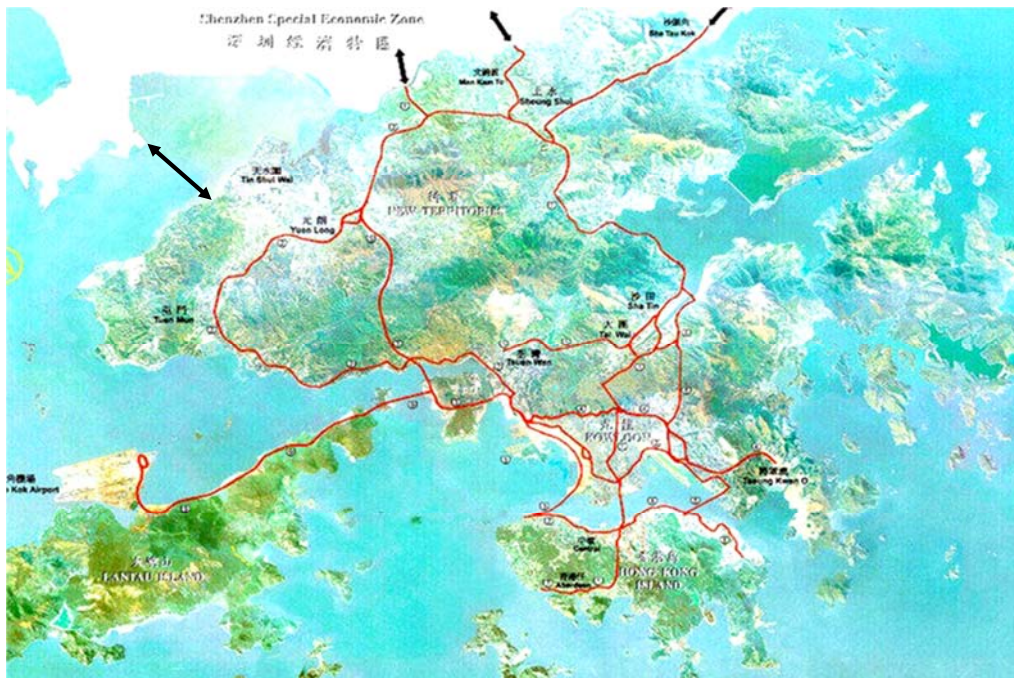 Shenzhen Special Economic Zone
深圳經濟特區
沙頭角
Sha Tau Kok
文錦渡
Man Kam To
上水
Sheung Shui
天水圍
Tin Shui Wai
新界
NEW TERRITORIES
元朗
Yuen Long
沙田
Sha Tin
屯門
Tuen Mun
大圍
Tai Wai
荃灣
Tsuen Wan
九龍
KOWLOON
將軍澳
Tseung Kwan O
角機場
Kok Airport
中環
Central
大嶼山
LANTAU ISLAND
香港島
HONG KONG
ISLAND
香港仔
Aberdeen